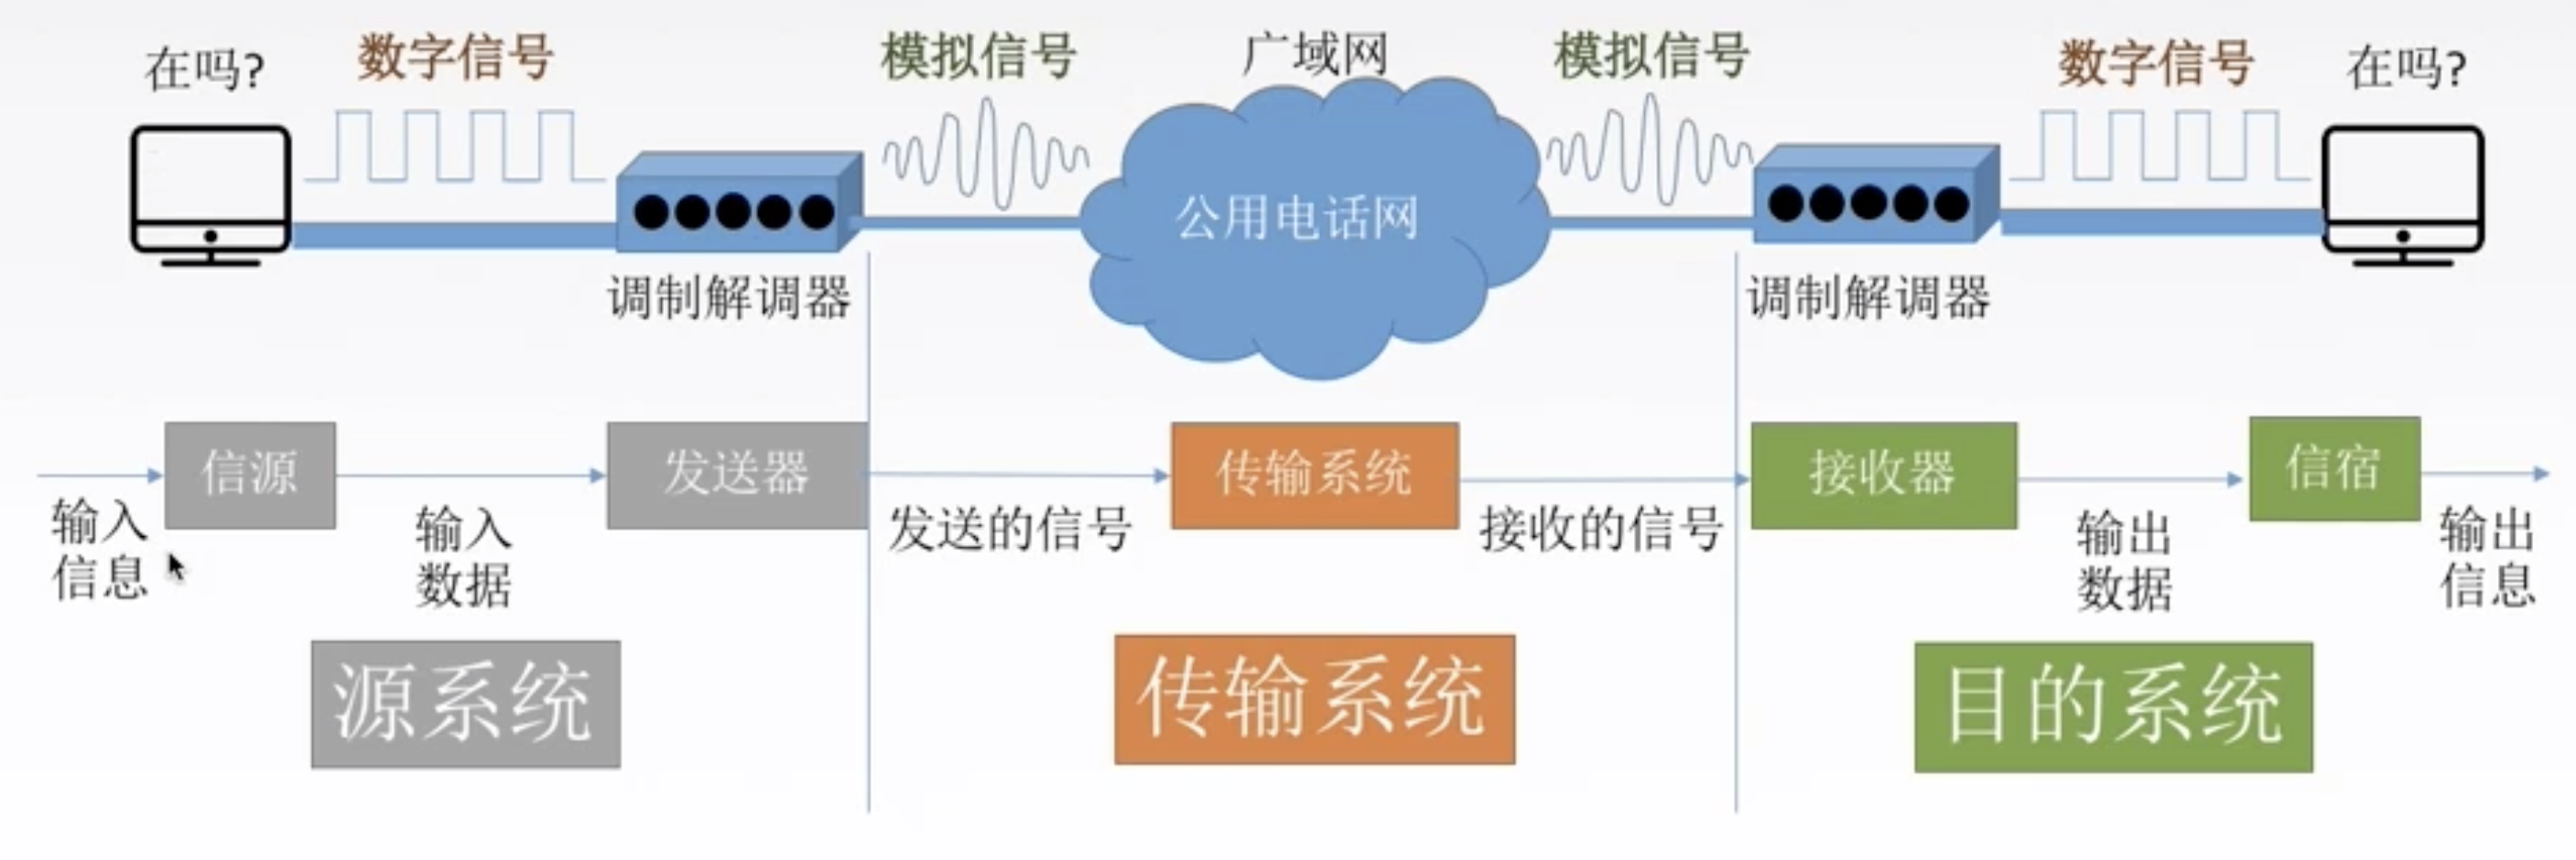 在吗?
数字信号
模拟信号
广域网
模拟信号
数字信号
在吗?
公用电话网
调制解调器
调制解调器
信源
发送器
传输系统
接收器
信宿
输入
信息
输入
数据
发送的信号
接收的信号
输出
数据
输出
信息
源系统
传输系统
目的系统